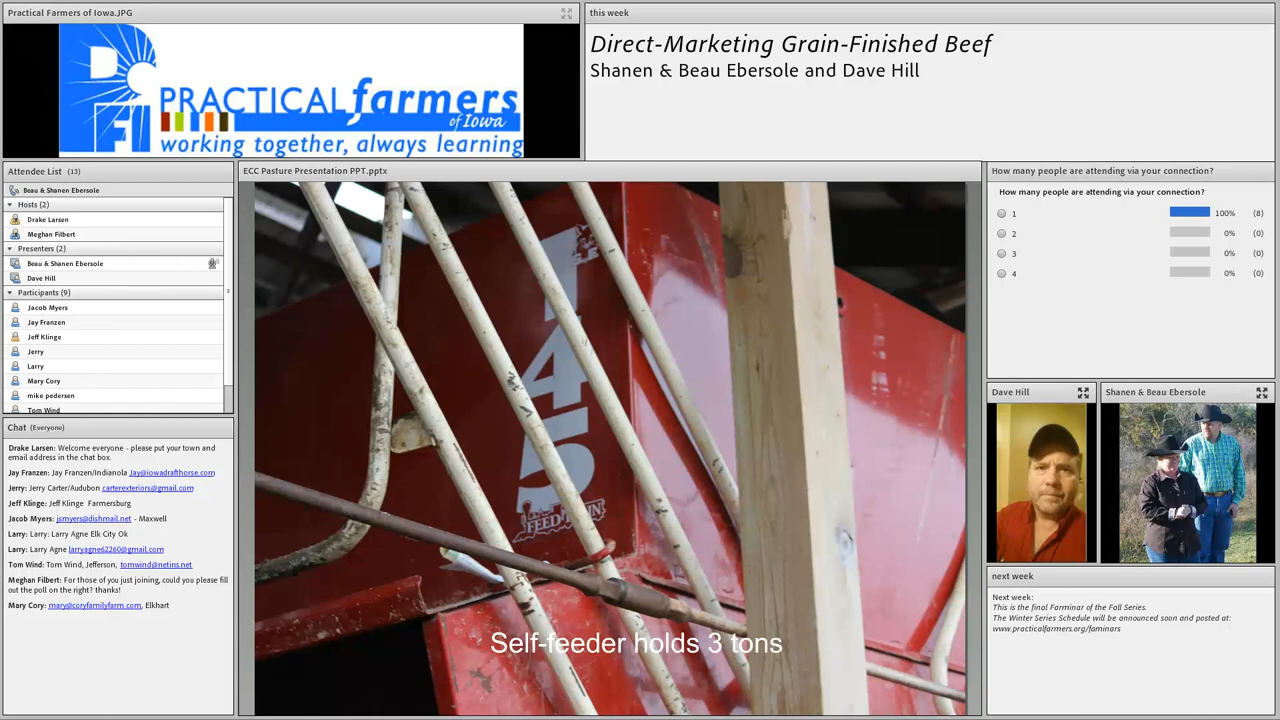 Practical Farmers of Iowa.JPG
PFI
PRACTICAL farmers
of Iowa
working together, always learning
this week
Direct-Marketing Grain-Finished Beef
Shanen & Beau Ebersole and Dave Hill
Attendee List (13)
Beau & Shanen Ebersole
Hosts (2)
Drake Larsen
Meghan Filbert
Presenters (2)
Beau & Shanen Ebersole
Dave Hill
Participants (9)
Jacob Myers
Jay Franzen
Jeff Klinge
Jerry
Larry
Mary Cory
mike pedersen
Tom Wind
Chat (Everyone)
Drake Larsen: Welcome everyone - please put your town and
email address in the chat box.
Jay Franzen: Jay Franzen/Indianola Jay@iowadrafthorse.com
Jerry: Jerry Carter/Audubon carterexteriors@gmail.com
Jeff Klinge: Jeff Klinge Farmersburg
Jacob Myers: jsmyers@dishmail.net - Maxwell
Larry: Larry: Larry Agne Elk City Ok
Larry: Larry Agne larryagne62260@gmail.com
Tom Wind: Tom Wind, Jefferson, tomwind@netins.net
Meghan Filbert: For those of you just joining, could you please fill
out the poll on the right? thanks!
Mary Cory: mary@coryfamilyfarm.com, Elkhart
ECC Pasture Presentation PPT.pptx
T45
FEED TRAIN
Self-feeder holds 3 tons
How many people are attending via your connection?
How many people are attending via your connection?
1 100% (8)
2 0% (0)
3 0% (0)
4 0% (0)
Dave Hill
Shanen & Beau Ebersole
next week
Next week:
This is the final Farminar of the Fall Series.
The Winter Series Schedule will be announced soon and posted at:
www.practicalfarmers.org/faminars